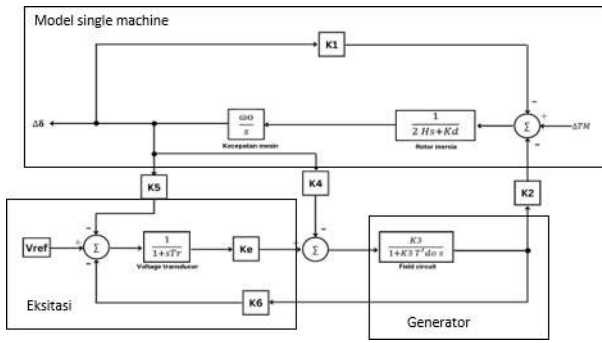 Model single machine
K1
Δδ
ω0
s
Kecepatan mesin
1
2 Hs+Kd
Rotor inersia
Σ
ΔTM
K5
K4
K2
Vref
Σ
1
1+sTr
Voltage transducer
Ke
Σ
K3
1+K3 T'do s
Field circuit
K6
Eksitasi
Generator